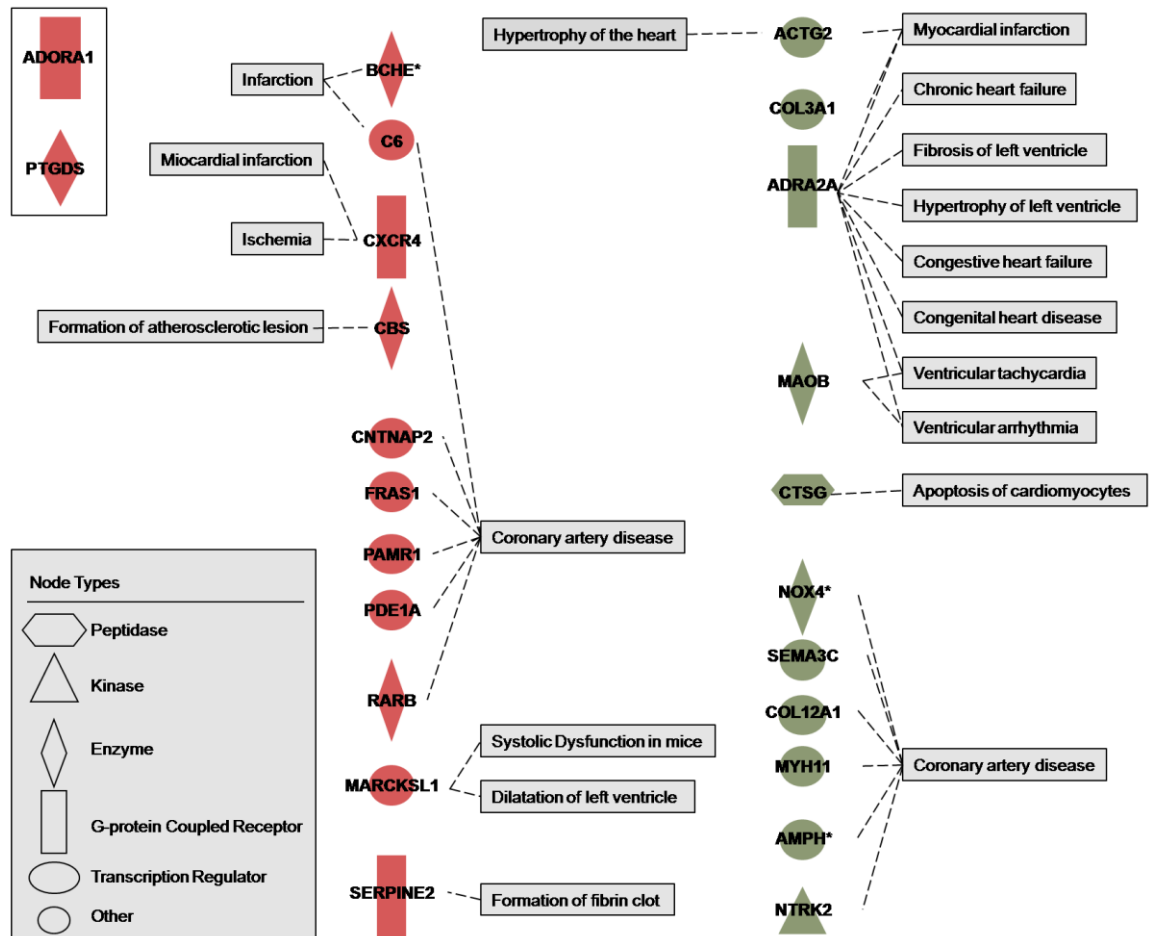 ADORA1
PTGDS
Infarction
Miocardial infarction
Ischemia
Formation of atherosclerotic lesion
BCHE*
C6
CXCR4
CBS
CNTNAP2
FRAS1
PAMR1
PDE1A
RARB
MARCKSL1
SERPINE2
Coronary artery disease
Systolic Dysfunction in mice
Dilatation of left ventricle
Formation of fibrin clot
Hypertrophy of the heart
ACTG2
COL3A1
ADRA2A
MAOB
CTSG
NOX4*
SEMA3C
COL12A1
MYH11
AMPH*
NTRK2
Myocardial infarction
Chronic heart failure
Fibrosis of left ventricle
Hypertrophy of left ventricle
Congestive heart failure
Congenital heart disease
Ventricular tachycardia
Ventricular arrhythmia
Apoptosis of cardiomyocytes
Coronary artery disease
Node Types
Peptidase
Kinase
Enzyme
G-protein Coupled Receptor
Transcription Regulator
Other